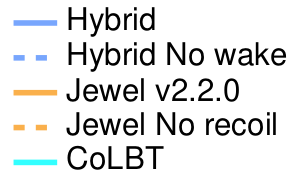 Hybrid
Hybrid No wake
Jewel v2.2.0
Jewel No recoil
CoLBT